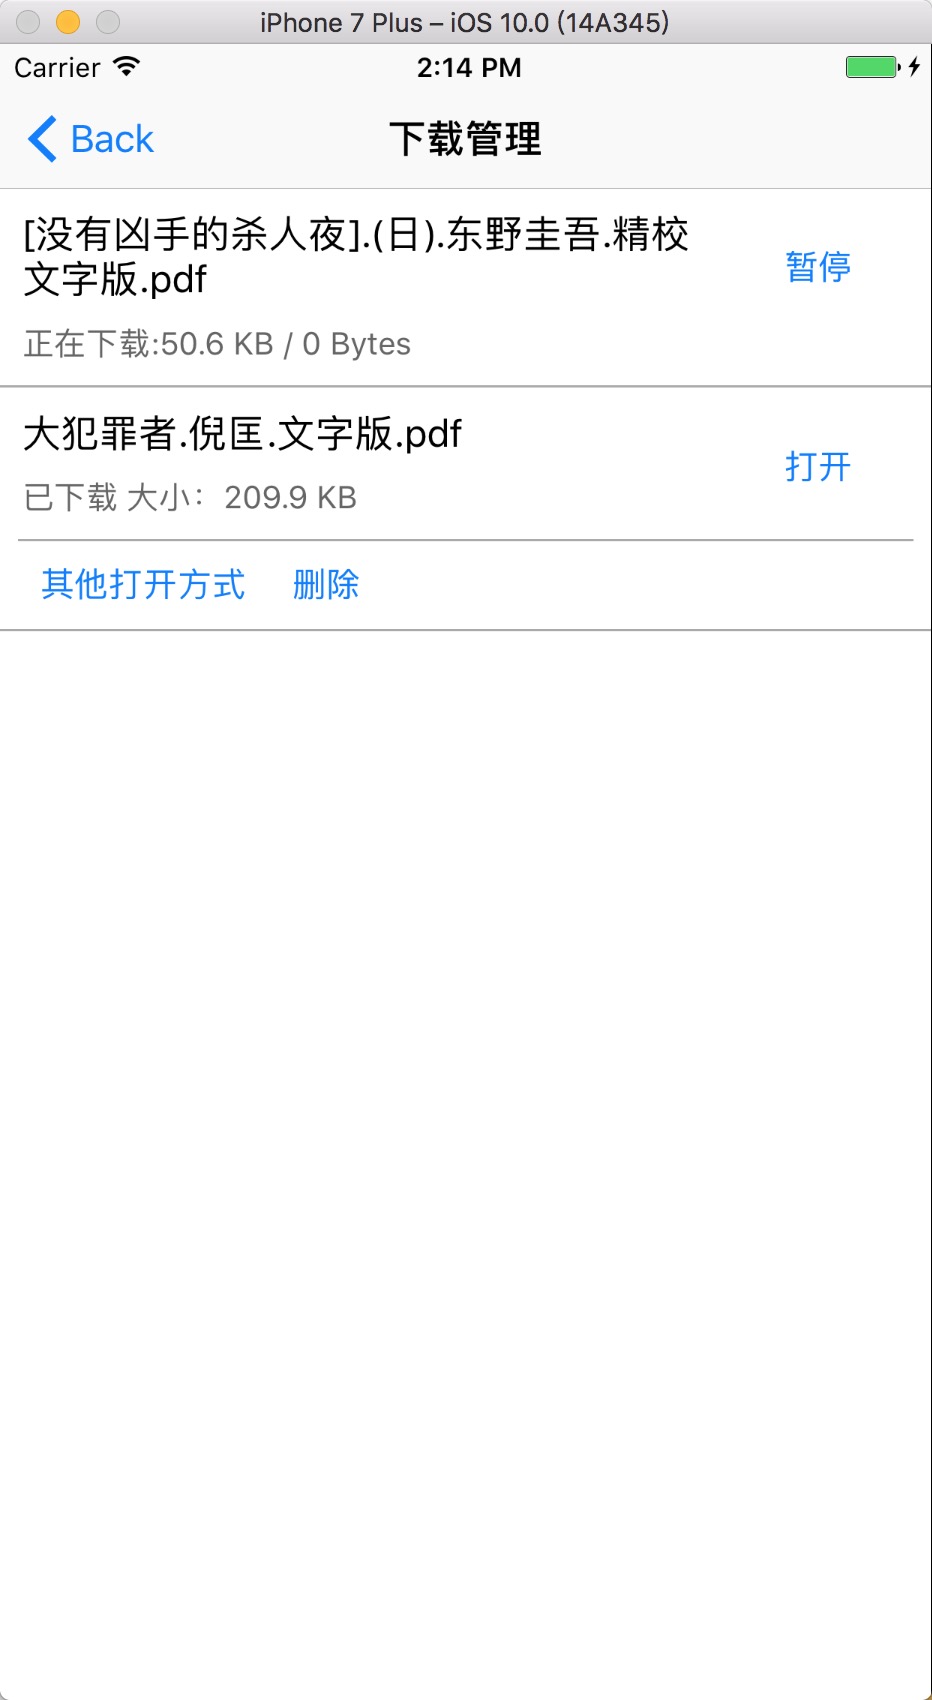 iPhone 7 Plus – iOS 10.0 (14A345)
Carrier 2:14 PM
Back 下载管理
[没有凶手的杀人夜].(日).东野圭吾.精校
文字版.pdf
暂停
正在下载:50.6 KB / 0 Bytes
大犯罪者.倪匡.文字版.pdf
打开
已下载 大小：209.9 KB
其他打开方式 删除